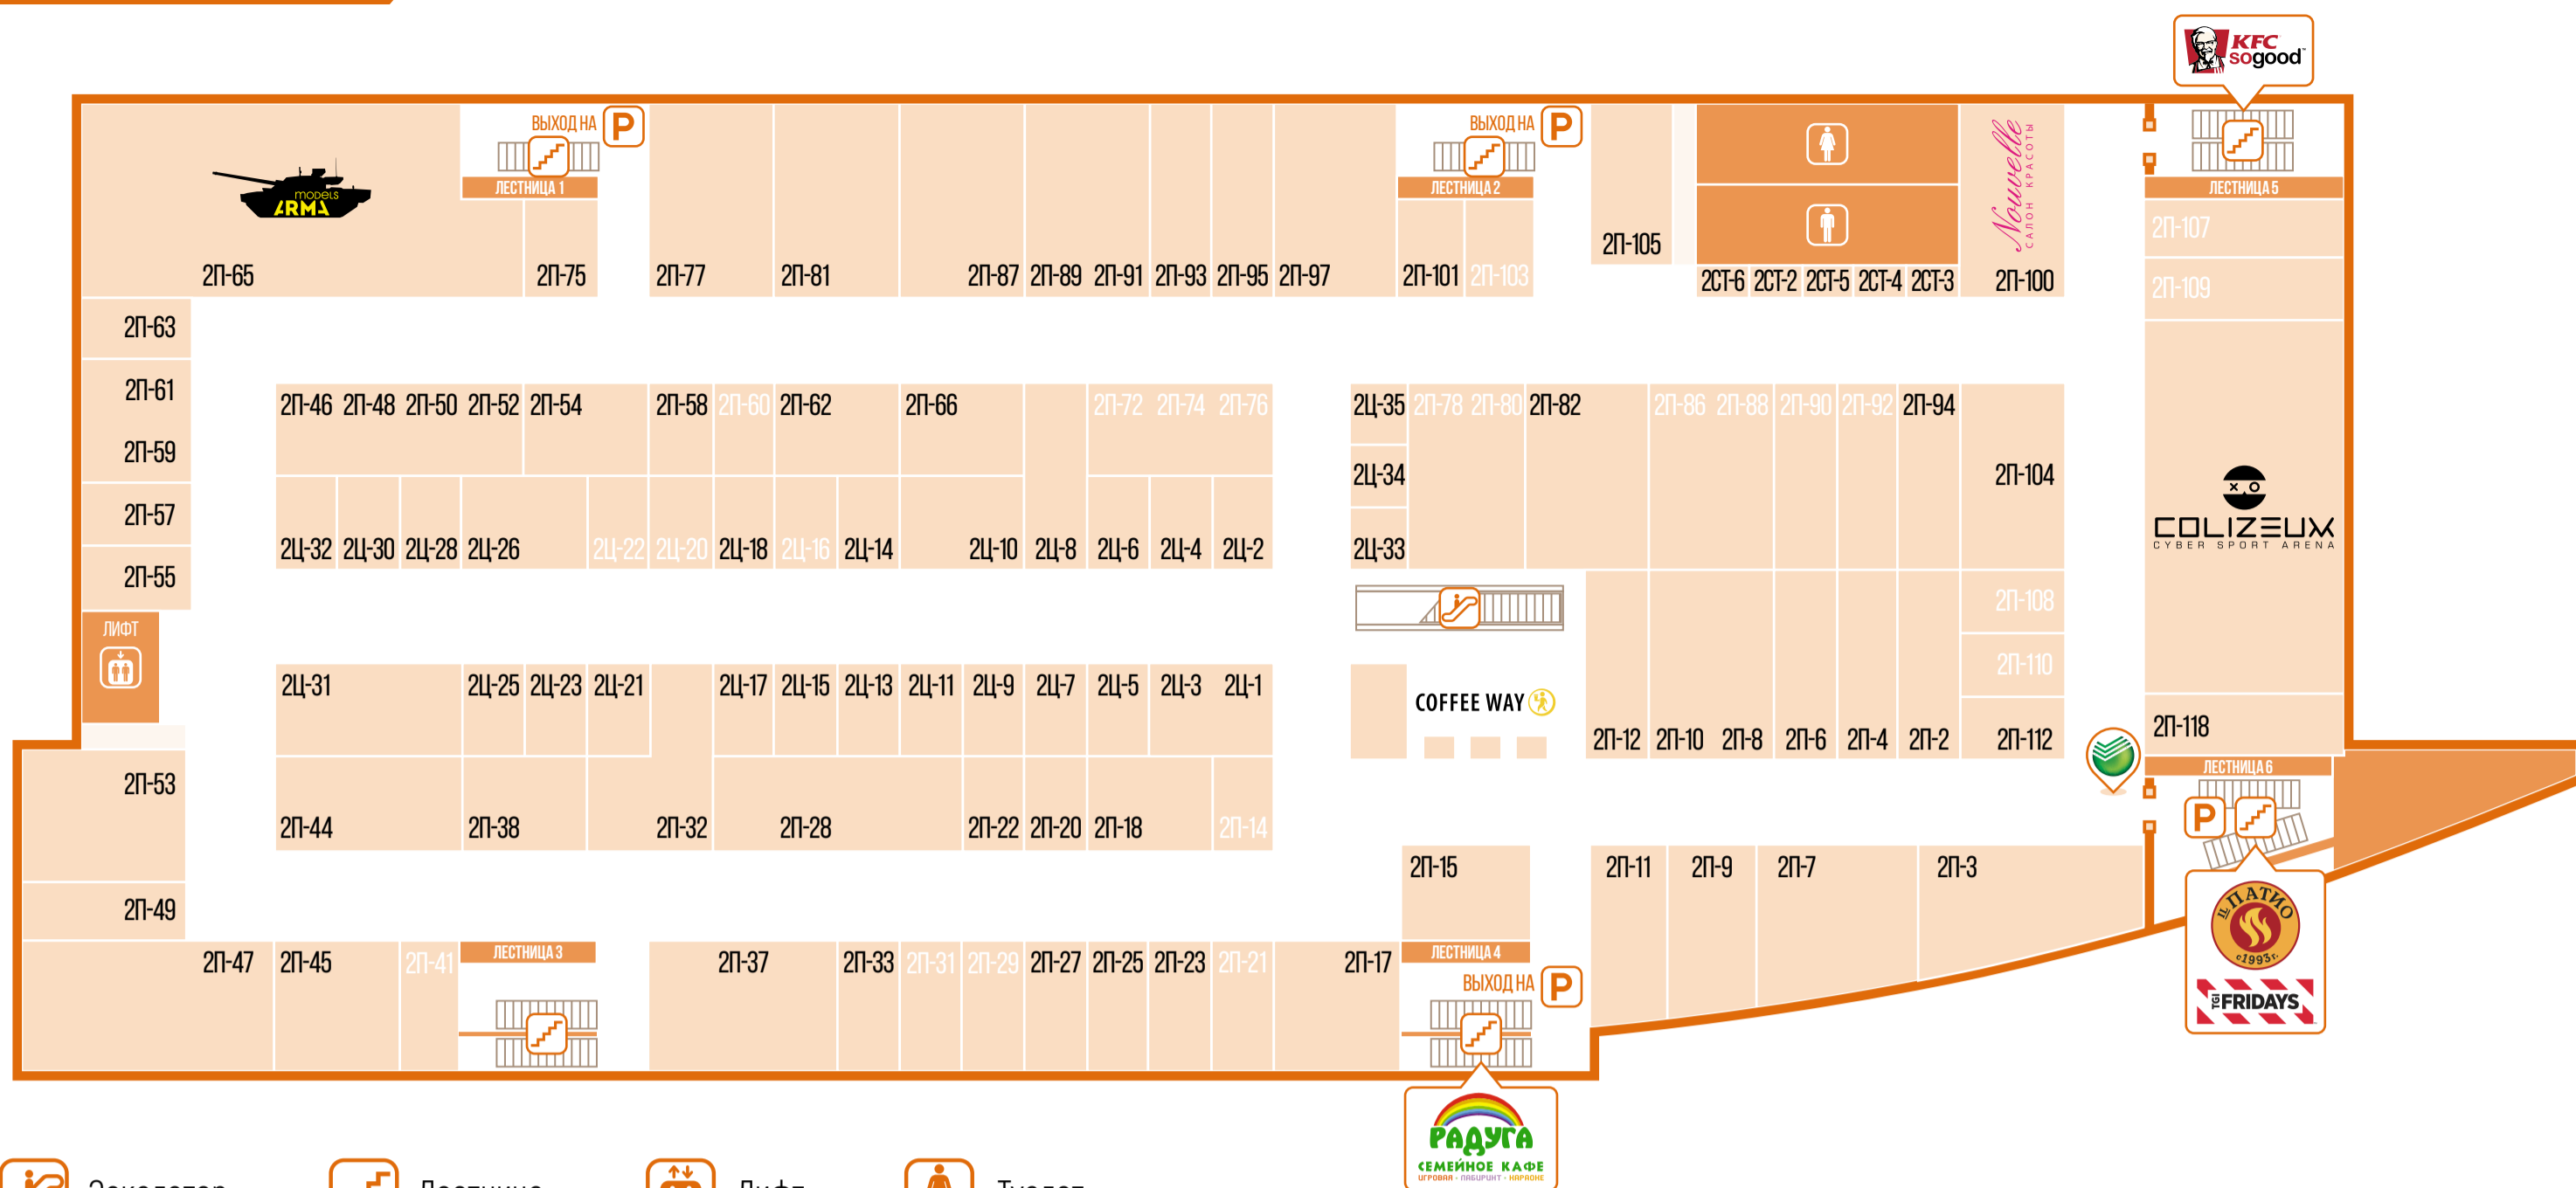 KFC
sogood
ВЫХОД НА P
ВЫХОД НА P
ЛЕСТНИЦА 1
ЛЕСТНИЦА 2
ЛЕСТНИЦА 5
models
ARMA
Nouvelle
САЛОН КРАСОТЫ
2П-107
2П-105
2П-65
2П-75
2П-77
2П-81
2П-87
2П-89
2П-91
2П-93
2П-95
2П-97
2П-101
2П-103
2СТ-6
2СТ-2
2СТ-5
2СТ-4
2СТ-3
2П-100
2П-109
2П-63
2П-61
2П-59
2П-57
2П-55
ЛИФТ
2П-46
2П-48
2П-50
2П-52
2П-54
2П-58
2П-60
2П-62
2П-66
2П-72
2П-74
2П-76
2Ц-35
2П-78
2П-80
2П-82
2П-86
2П-88
2П-90
2П-92
2П-94
2Ц-34
2П-104
2Ц-32
2Ц-30
2Ц-28
2Ц-26
2Ц-22
2Ц-20
2Ц-18
2Ц-16
2Ц-14
2Ц-10
2Ц-8
2Ц-6
2Ц-4
2Ц-2
2Ц-33
COLIZEUM
CYBER SPORT ARENA
2П-108
2П-110
2Ц-31
2Ц-25
2Ц-23
2Ц-21
2Ц-17
2Ц-15
2Ц-13
2Ц-11
2Ц-9
2Ц-7
2Ц-5
2Ц-3
2Ц-1
COFFEE WAY
2П-12
2П-10
2П-8
2П-6
2П-4
2П-2
2П-112
2П-118
ЛЕСТНИЦА 6
P
2П-53
2П-44
2П-38
2П-32
2П-28
2П-22
2П-20
2П-18
2П-14
2П-15
2П-11
2П-9
2П-7
2П-3
2П-49
2П-47
2П-45
2П-41
ЛЕСТНИЦА 3
2П-37
2П-33
2П-31
2П-29
2П-27
2П-25
2П-23
2П-21
2П-17
ЛЕСТНИЦА 4
ВЫХОД НА P
IL ПАТИО
с1993г.
TGI FRIDAYS
РАДУГА
СЕМЕЙНОЕ КАФЕ
ИГРОВАЯ - ЛАБИРИНТ - КАРАОКЕ
Эскалатор
Лестница
Лифт
Туалет